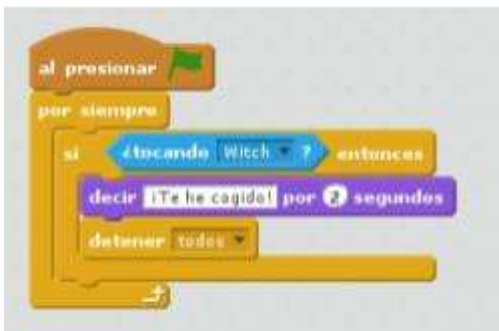 al presionar
por siempre
si ¿tocando Witch ? entonces
decir ¡Te he cogido! por 2 segundos
detener todos